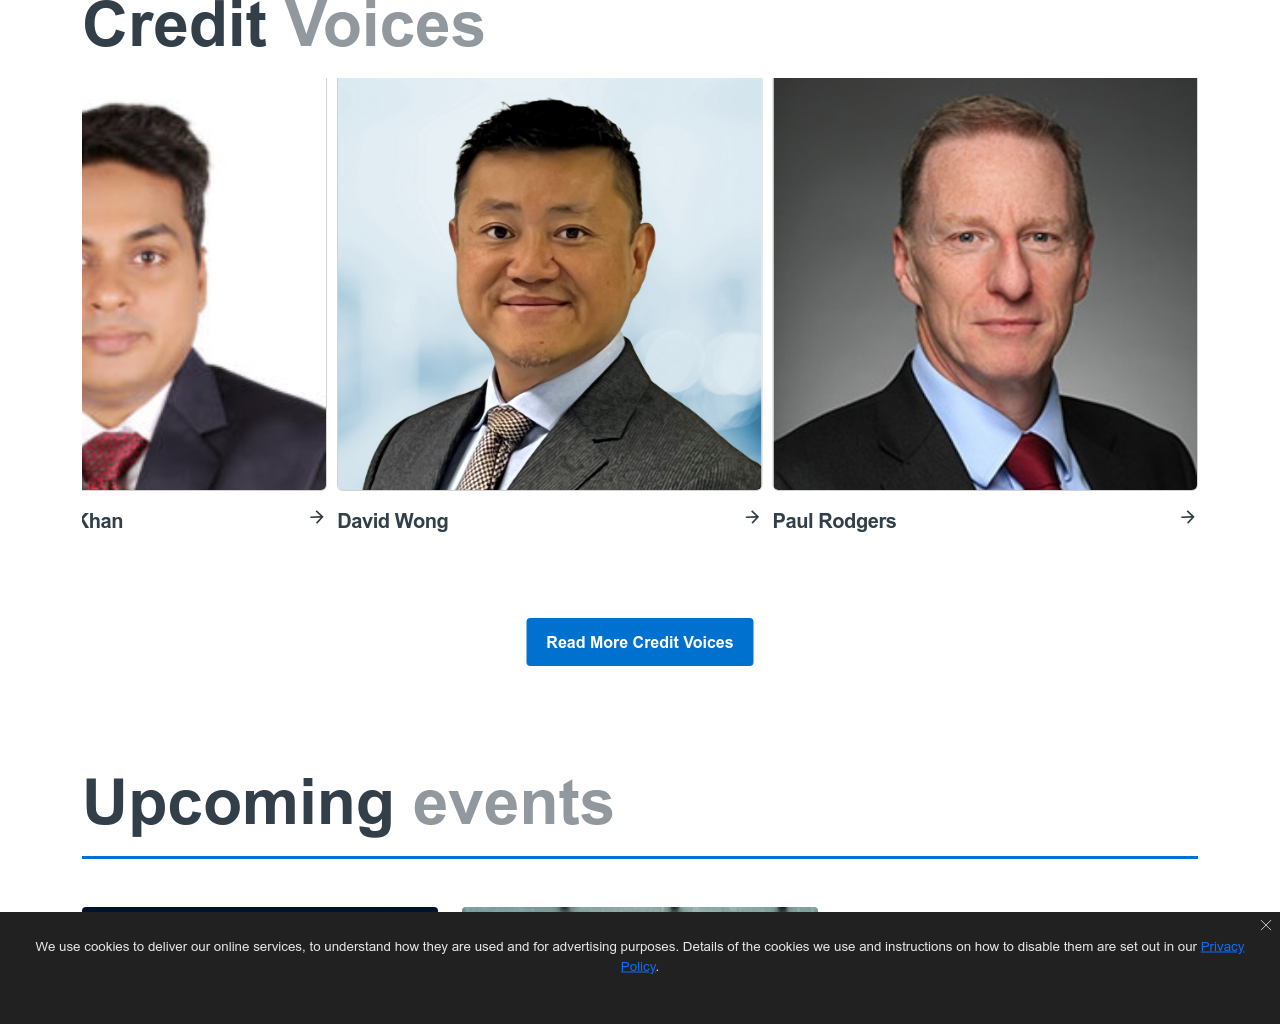 Credit Voices
Khan
David Wong
Paul Rodgers
Read More Credit Voices
Upcoming events
We use cookies to deliver our online services, to understand how they are used and for advertising purposes. Details of the cookies we use and instructions on how to disable them are set out in our Privacy
Policy.